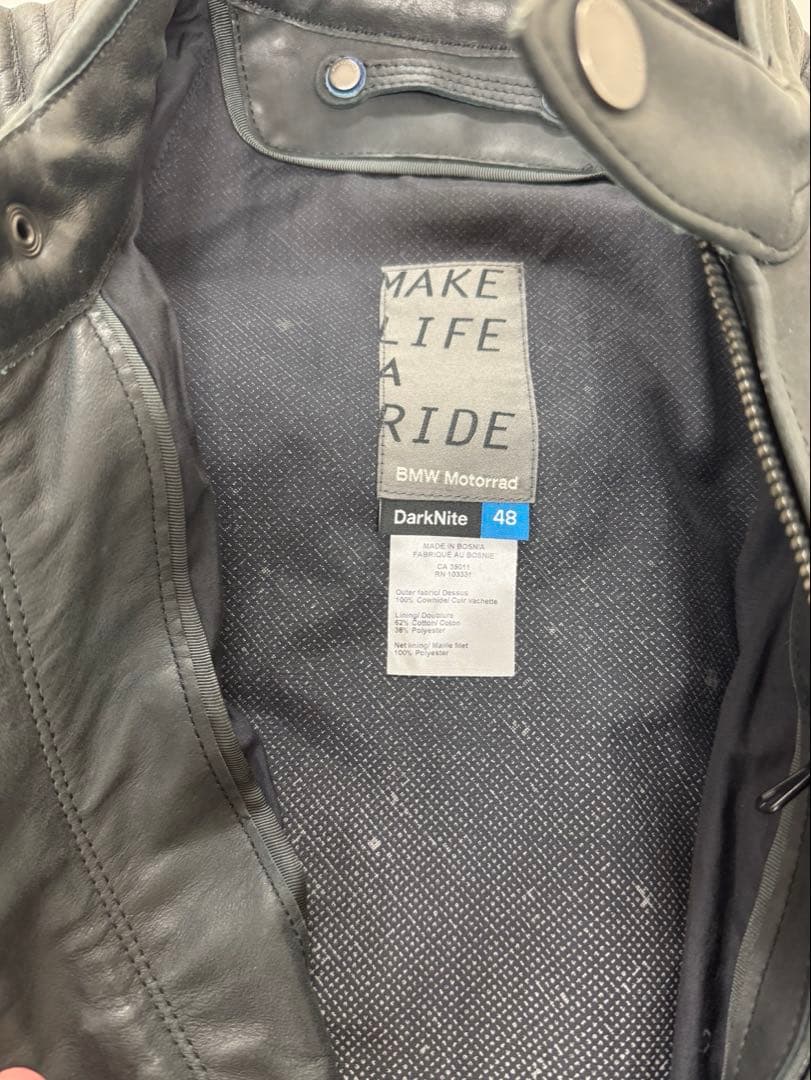 MAKE
LIFE
A
RIDE
BMW Motorrad
DarkNite 48
MADE IN BOSNIA
FABRIQUÉ AU BOSNIE
CA 35011
RN 103331
Outer fabric/ Dessus
100% Cowhide/ Cuir Vachette
Lining/ Doublure
62% Cotton/ Coton
38% Polyester
Net lining/ Maille filet
100% Polyester